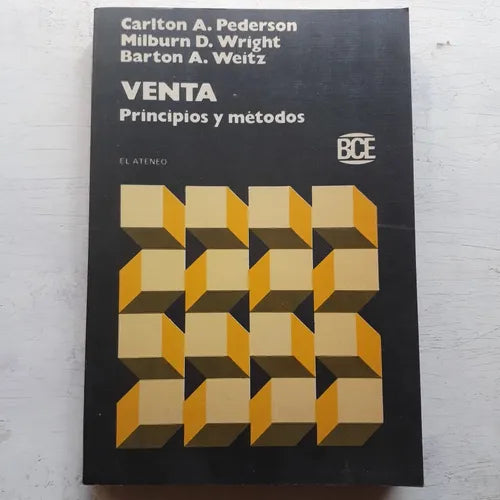 Carlton A. Pederson
Milburn D. Wright
Barton A. Weitz
VENTA
Principios y métodos
BCE
EL ATENEO